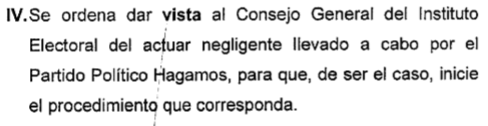 IV.Se ordena dar vista al Consejo General del Instituto
Electoral del actuar negligente llevado a cabo por el
Partido Político Hagamos, para que, de ser el caso, inicie
el procedimiento que corresponda.